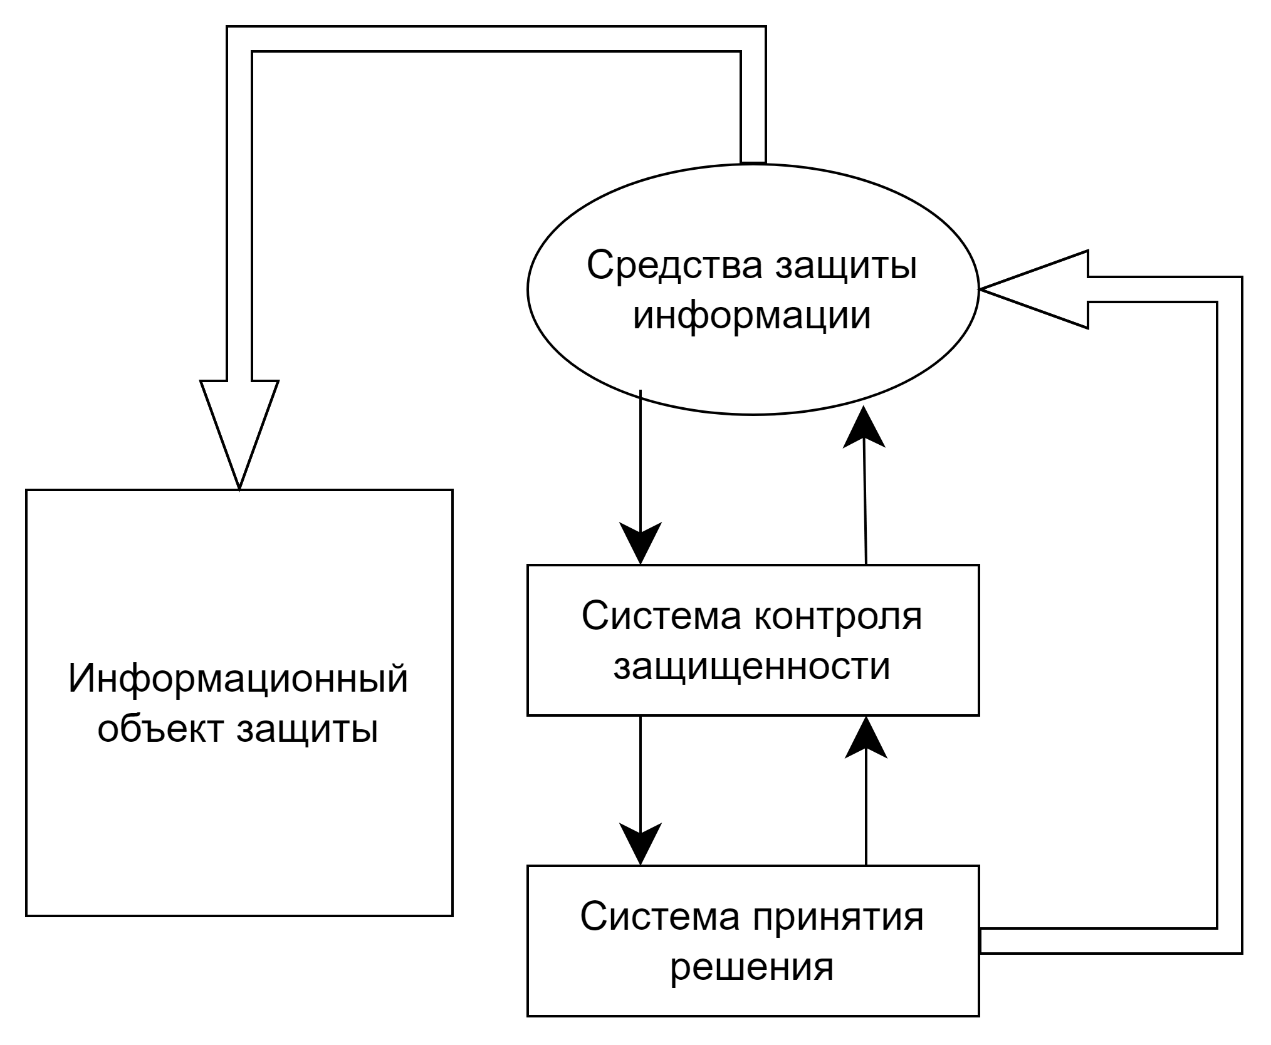 Средства защиты
информации
Система контроля
защищенности
Информационный
объект защиты
Система принятия
решения